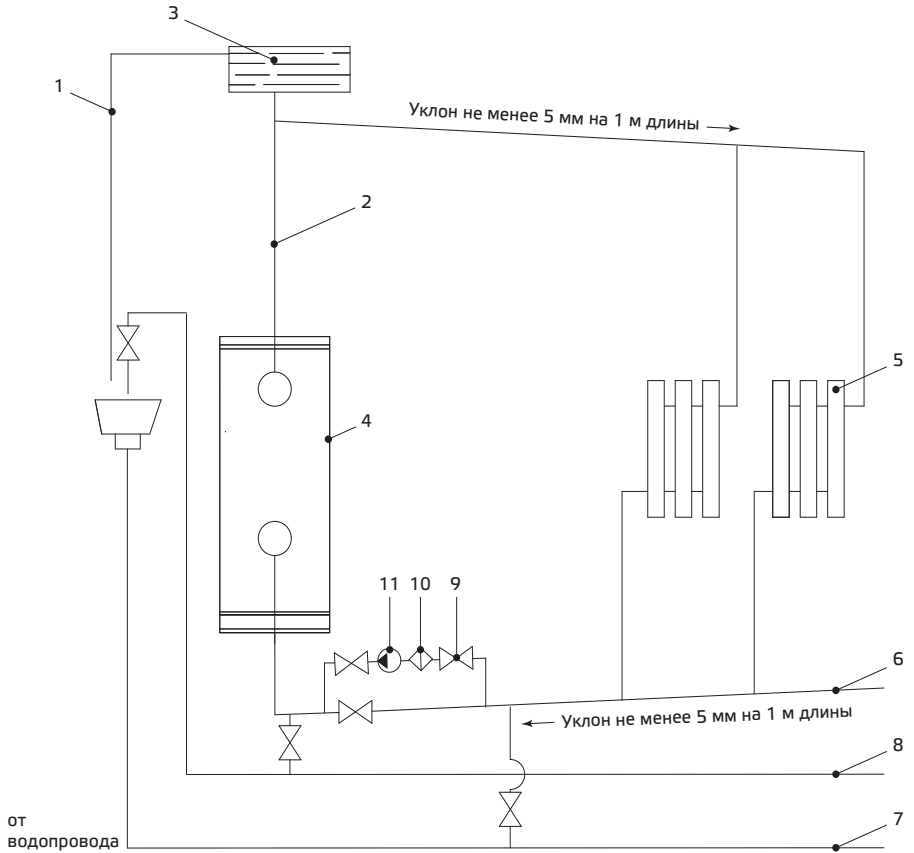 3
1
Уклон не менее 5 мм на 1 м длины
2
5
4
11 10 9
6
Уклон не менее 5 мм на 1 м длины
8
7
от
водопровода